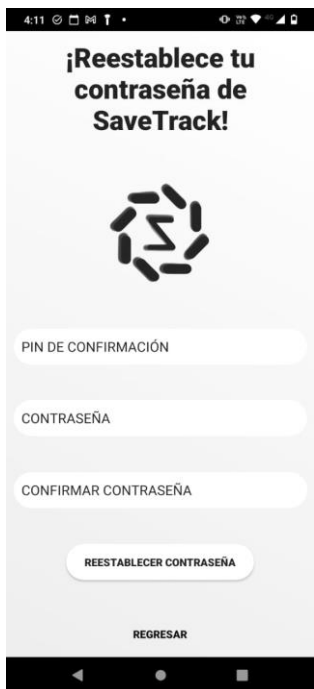 4:11
¡Reestablece tu
contraseña de
SaveTrack!
PIN DE CONFIRMACIÓN
CONTRASEÑA
CONFIRMAR CONTRASEÑA
REESTABLECER CONTRASEÑA
REGRESAR